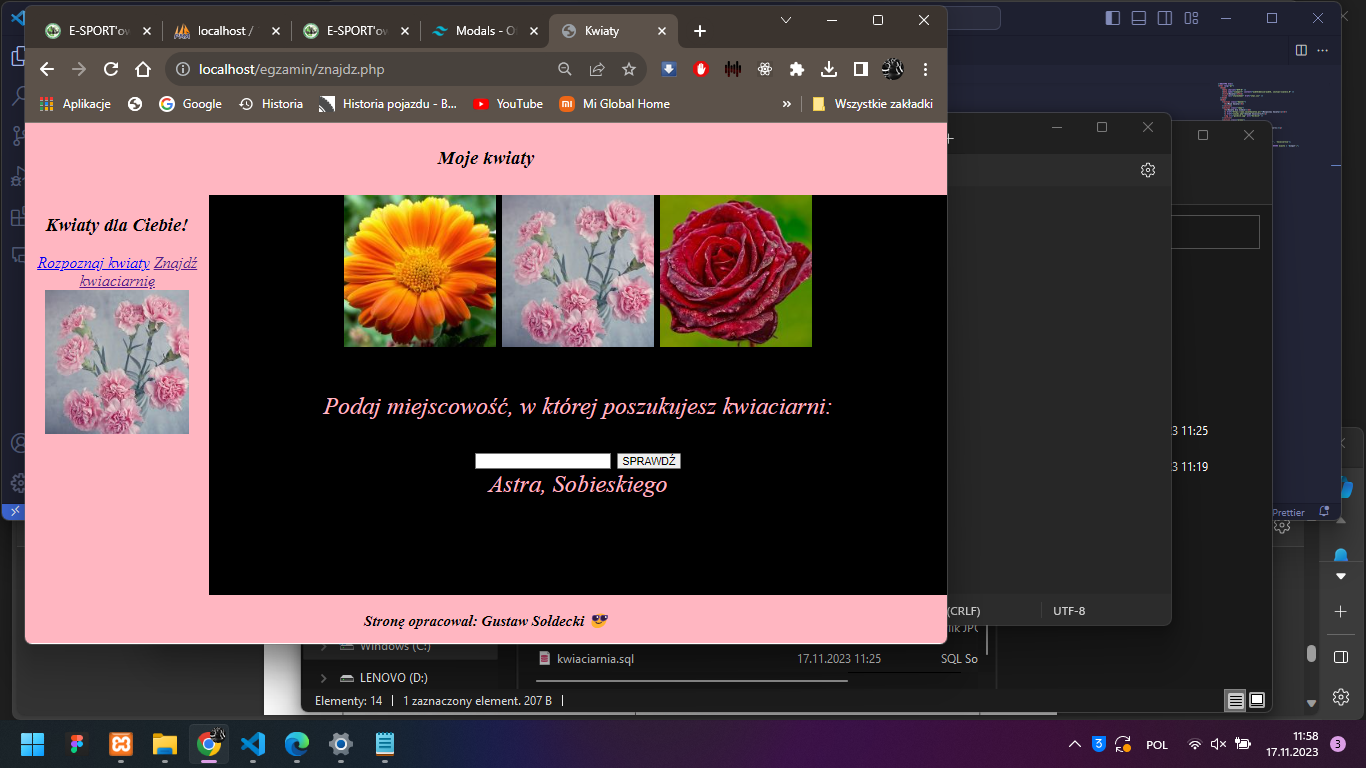 E-SPORT'ow
localhost /
E-SPORT'ow
Modals - O
Kwiaty
localhost/egzamin/znajdz.php
Aplikacje
Google
Historia
Historia pojazdu - B...
YouTube
Mi Global Home
»
Wszystkie zakładki
Moje kwiaty
Kwiaty dla Ciebie!
Rozpoznaj kwiaty Znajdź
kwiaciarnię
Podaj miejscowość, w której poszukujesz kwiaciarni:
SPRAWDŹ
Astra, Sobieskiego
Stronę opracował: Gustaw Sołdecki 😎
3 11:25
3 11:19
Prettier
(CRLF)
UTF-8
Windows (C:)
LENOVO (D:)
kwiaciarnia.sql
17.11.2023 11:25
SQL So
nik JPG
Elementy: 14
1 zaznaczony element. 207 B
POL
11:58
17.11.2023
3